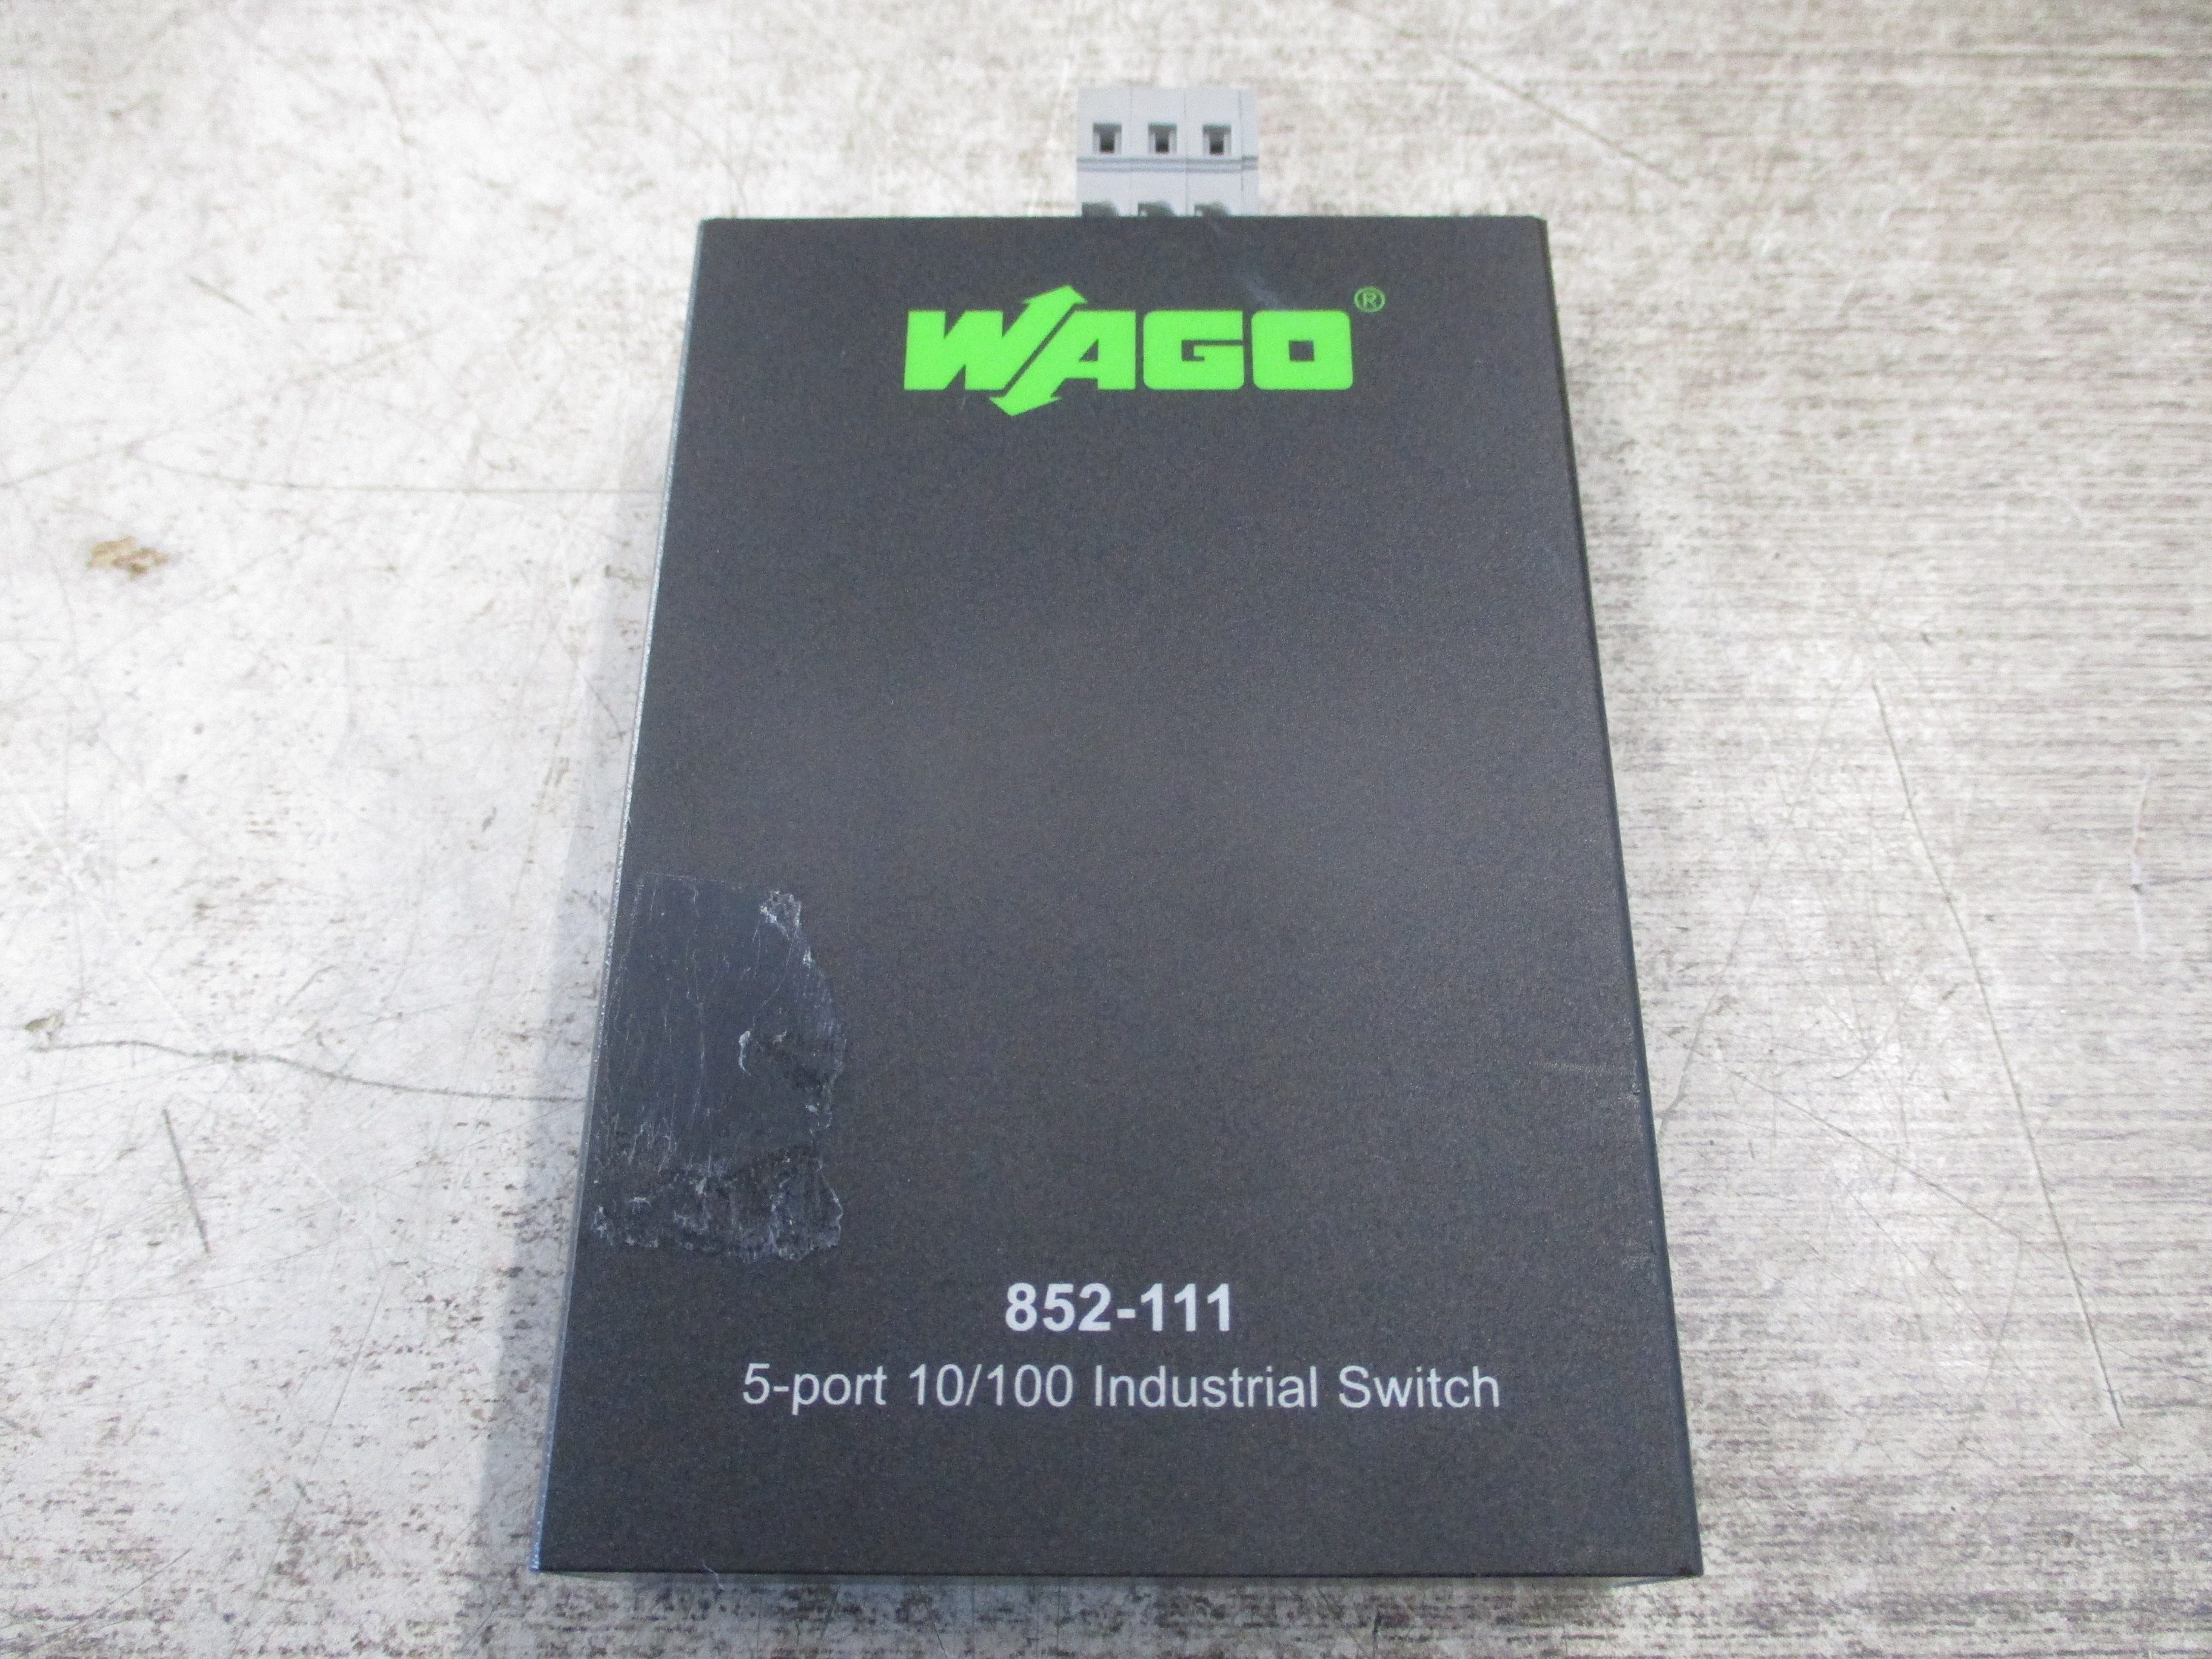 WAGO®
852-111
5-port 10/100 Industrial Switch